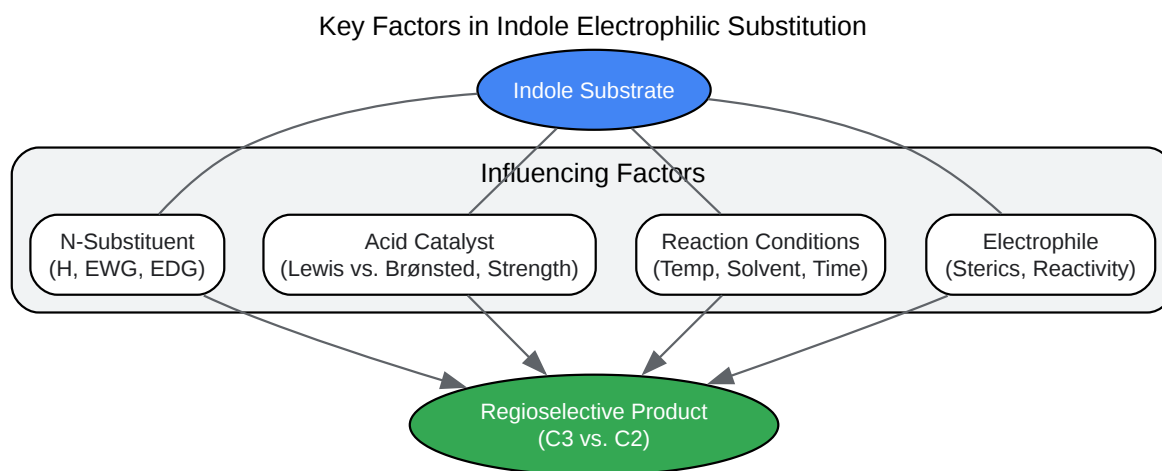 Key Factors in Indole Electrophilic Substitution
Indole Substrate
Influencing Factors
N-Substituent
(H, EWG, EDG)
Acid Catalyst
(Lewis vs. Brønsted, Strength)
Reaction Conditions
(Temp, Solvent, Time)
Electrophile
(Sterics, Reactivity)
Regioselective Product
(C3 vs. C2)